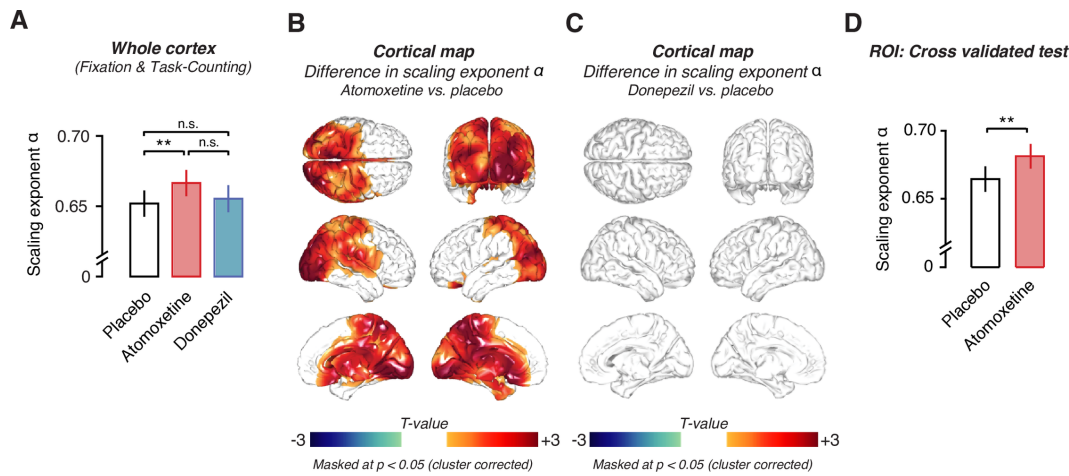 A
Whole cortex
(Fixation & Task-Counting)
Scaling exponent α
0.70
0.65
0
n.s.
**
n.s.
Placebo
Atomoxetine
Donepezil
B
Cortical map
Difference in scaling exponent α
Atomoxetine vs. placebo
T-value
-3
+3
Masked at p < 0.05 (cluster corrected)
C
Cortical map
Difference in scaling exponent α
Donepezil vs. placebo
T-value
-3
+3
Masked at p < 0.05 (cluster corrected)
D
ROI: Cross validated test
Scaling exponent α
0.70
0.65
0
**
Placebo
Atomoxetine